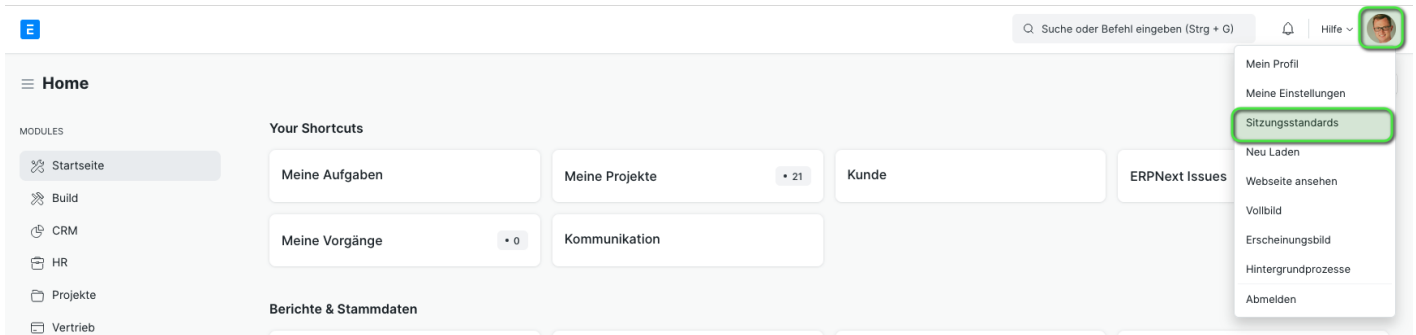 E
Suche oder Befehl eingeben (Strg + G)
Hilfe
Home
Mein Profil
Meine Einstellungen
Sitzungsstandards
Neu Laden
Webseite ansehen
Vollbild
Erscheinungsbild
Hintergrundprozesse
Abmelden
MODULES
Startseite
Build
CRM
HR
Projekte
Vertrieb
Your Shortcuts
Meine Aufgaben
Meine Projekte
• 21
Kunde
ERPNext Issues
Meine Vorgänge
• 0
Kommunikation
Berichte & Stammdaten